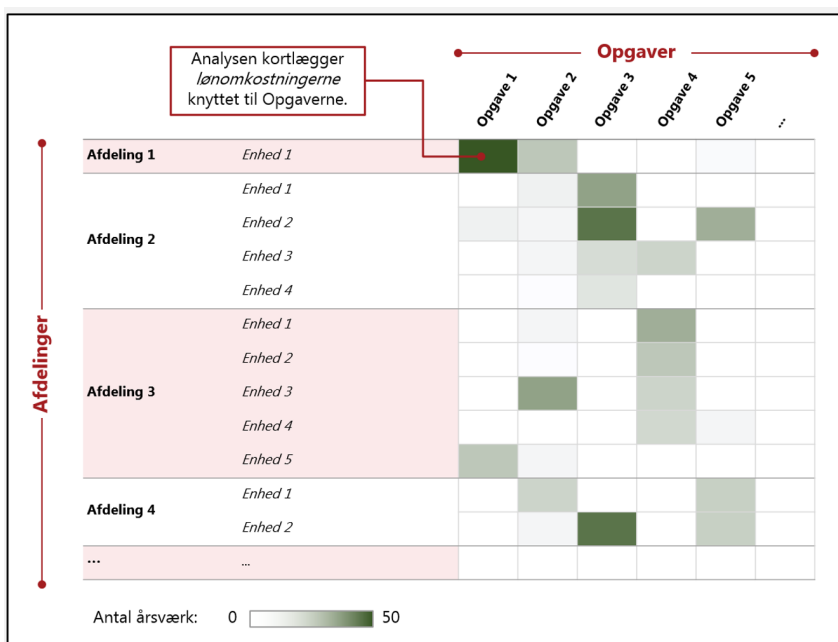 Analysen kortlægger
lønomkostningerne
knyttet til Opgaverne.
Opgaver
Opgave 1
Opgave 2
Opgave 3
Opgave 4
Opgave 5
...
Afdelinger
Afdeling 1
Enhed 1
Afdeling 2
Enhed 1
Enhed 2
Enhed 3
Enhed 4
Afdeling 3
Enhed 1
Enhed 2
Enhed 3
Enhed 4
Enhed 5
Afdeling 4
Enhed 1
Enhed 2
... ...
Antal årsværk: 0 50